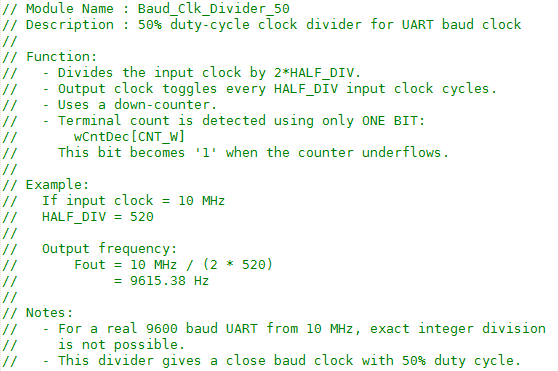 // Module Name : Baud_Clk_Divider_50
// Description : 50% duty-cycle clock divider for UART baud clock
//
// Function:
//   - Divides the input clock by 2*HALF_DIV.
//   - Output clock toggles every HALF_DIV input clock cycles.
//   - Uses a down-counter.
//   - Terminal count is detected using only ONE BIT:
//       wCntDec[CNT_W]
//     This bit becomes '1' when the counter underflows.
//
// Example:
//   If input clock = 10 MHz
//   HALF_DIV = 520
//
//   Output frequency:
//       Fout = 10 MHz / (2 * 520)
//            = 9615.38 Hz
//
// Notes:
//   - For a real 9600 baud UART from 10 MHz, exact integer division
//     is not possible.
//   - This divider gives a close baud clock with 50% duty cycle.